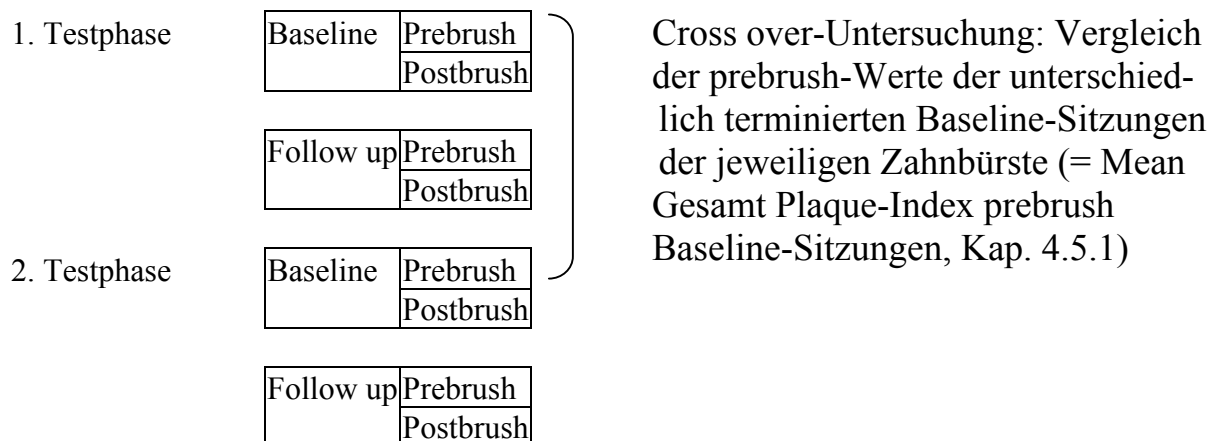 1. Testphase
Baseline Prebrush
Postbrush
Follow up Prebrush
Postbrush
2. Testphase
Baseline Prebrush
Postbrush
Follow up Prebrush
Postbrush
Cross over-Untersuchung: Vergleich
der prebrush-Werte der unterschied-
lich terminierten Baseline-Sitzungen
der jeweiligen Zahnbürste (= Mean
Gesamt Plaque-Index prebrush
Baseline-Sitzungen, Kap. 4.5.1)